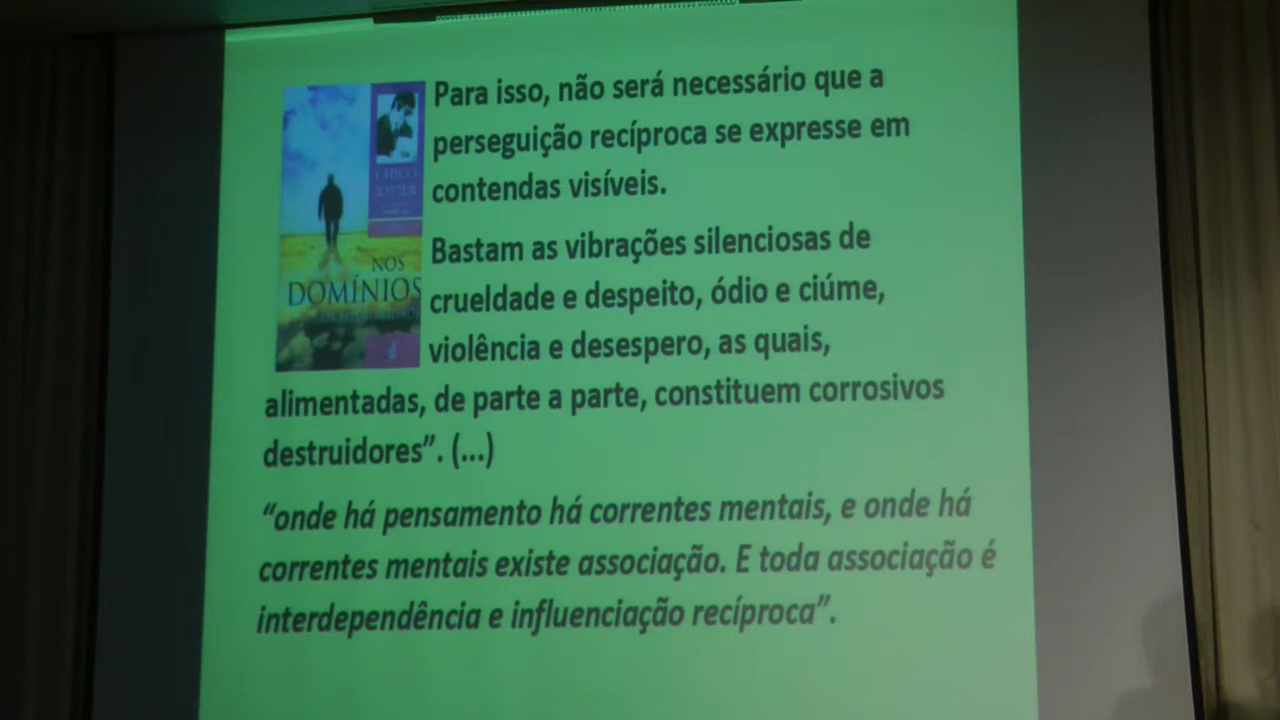 Para isso, não será necessário que a
perseguição recíproca se expresse em
contendas visíveis.
Bastam as vibrações silenciosas de
crueldade e despeito, ódio e ciúme,
violência e desespero, as quais,
alimentadas, de parte a parte, constituem corrosivos
destruidores”. (...)
“onde há pensamento há correntes mentais, e onde há
correntes mentais existe associação. E toda associação é
interdependência e influenciação recíproca”.
CHICO
XAVIER
NOS
DOMÍNIOS